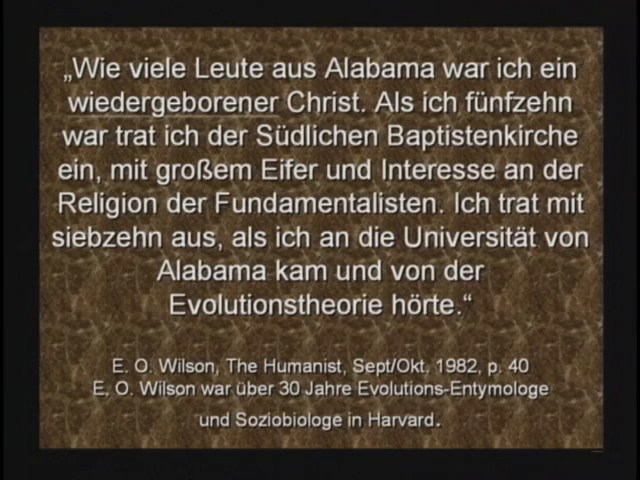 „Wie viele Leute aus Alabama war ich ein
wiedergeborener Christ. Als ich fünfzehn
war trat ich der Südlichen Baptistenkirche
ein, mit großem Eifer und Interesse an der
Religion der Fundamentalisten. Ich trat mit
siebzehn aus, als ich an die Universität von
Alabama kam und von der
Evolutionstheorie hörte.“
E. O. Wilson, The Humanist, Sept/Okt. 1982, p. 40
E. O. Wilson war über 30 Jahre Evolutions-Entymologe
und Soziobiologe in Harvard.